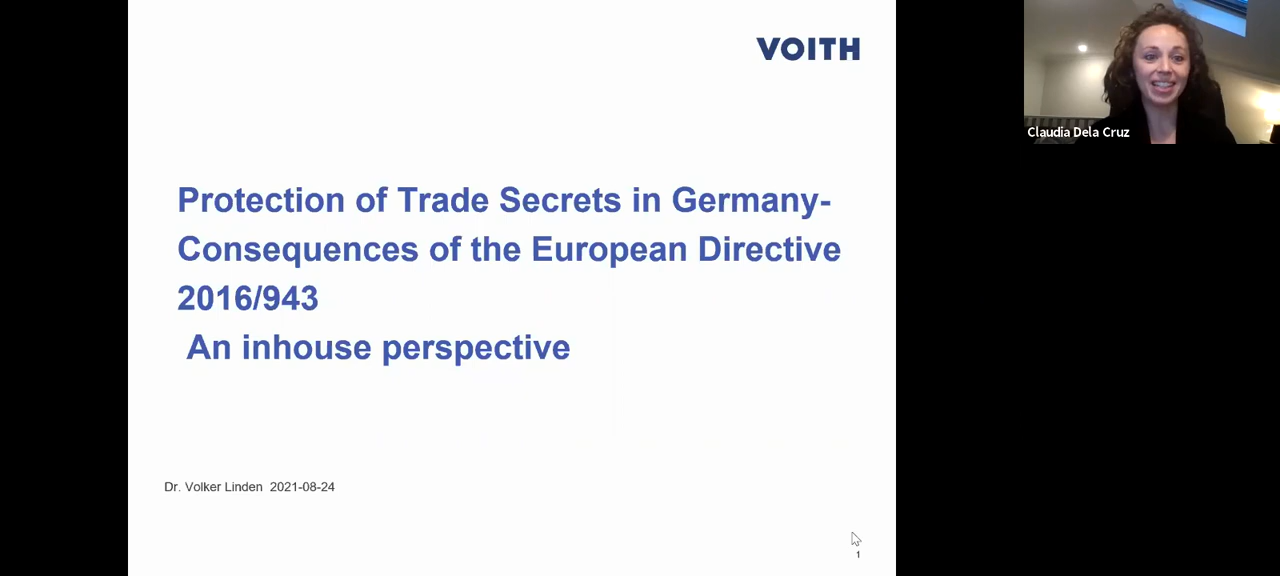 VOITH
Protection of Trade Secrets in Germany-
Consequences of the European Directive
2016/943
An inhouse perspective
Dr. Volker Linden 2021-08-24
1
Claudia Dela Cruz